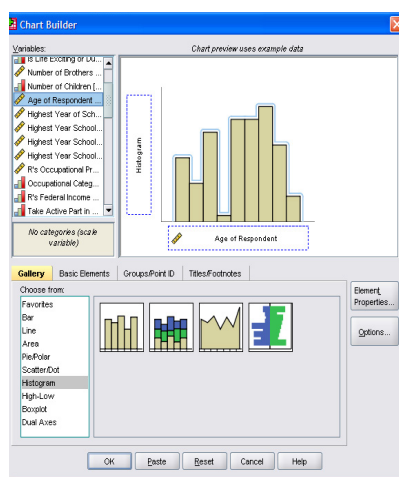 Chart Builder
Variables:
Chart preview uses example data
Is Life Exciting or Du...
Number of Brothers ...
Number of Children [...
Age of Respondent ...
Highest Year of Sch...
Highest Year School...
Highest Year School...
Highest Year School...
R's Occupational Pr...
Occupational Categ...
R's Federal Income ...
Take Active Part in ...
No categories (scale
variable)
Histogram
Age of Respondent
Gallery Basic Elements Groups/Point ID Titles/Footnotes
Choose from:
Favorites
Bar
Line
Area
Pie/Polar
Scatter/Dot
Histogram
High-Low
Boxplot
Dual Axes
Element
Properties...
Options...
OK Paste Reset Cancel Help